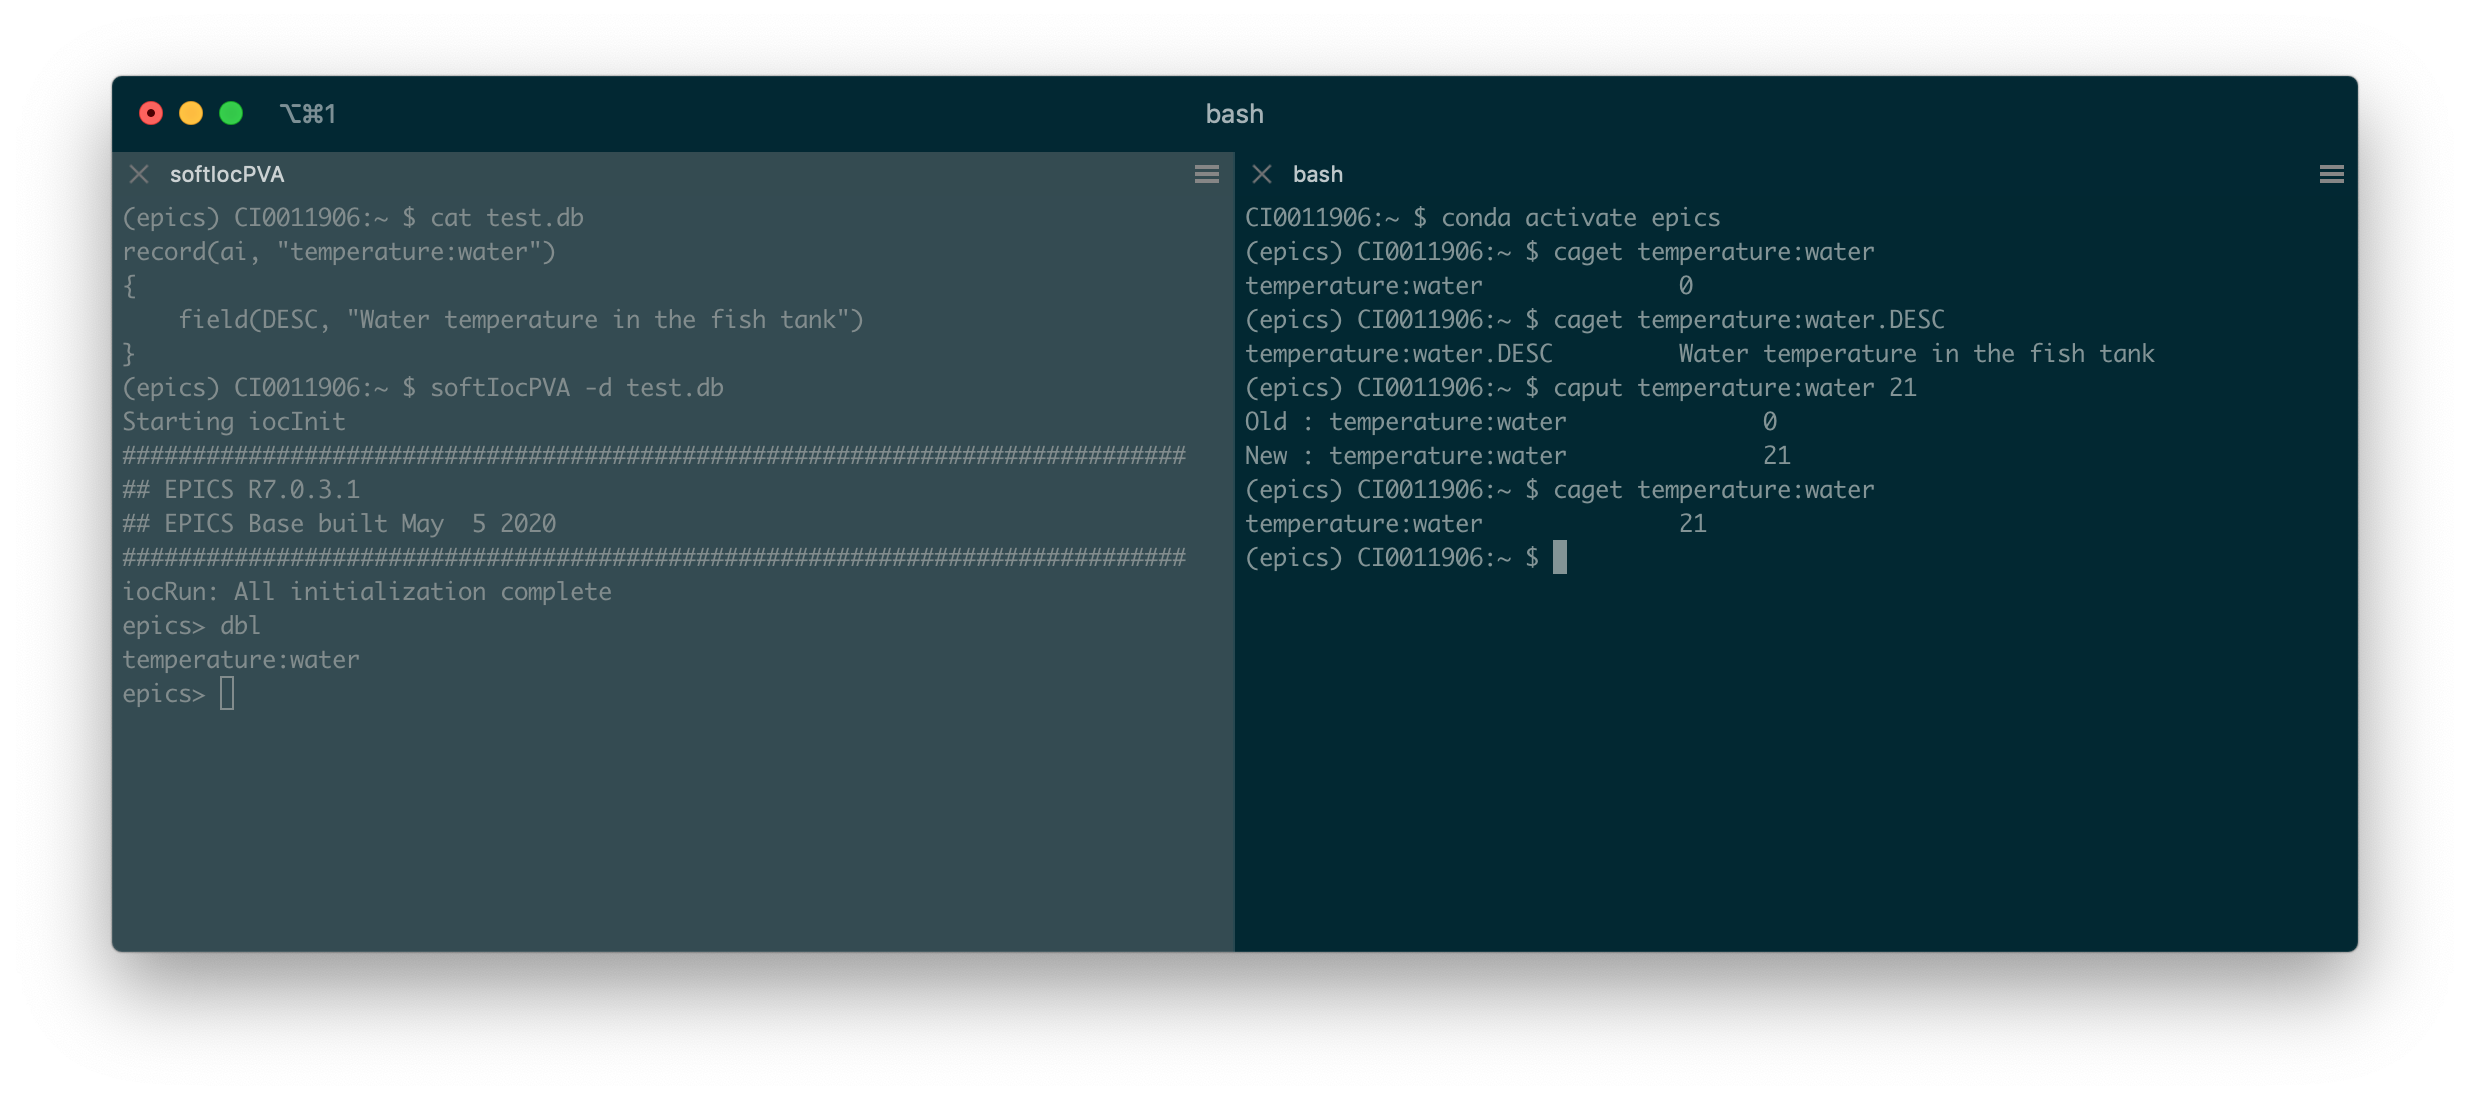 ⌥⌘1
bash
softIocPVA
(epics) CI0011906:~ $ cat test.db
record(ai, "temperature:water")
{
    field(DESC, "Water temperature in the fish tank")
}
(epics) CI0011906:~ $ softIocPVA -d test.db
Starting iocInit
############################################################################
## EPICS R7.0.3.1
## EPICS Base built May  5 2020
############################################################################
iocRun: All initialization complete
epics> dbl
temperature:water
epics>
bash
CI0011906:~ $ conda activate epics
(epics) CI0011906:~ $ caget temperature:water
temperature:water              0
(epics) CI0011906:~ $ caget temperature:water.DESC
temperature:water.DESC         Water temperature in the fish tank
(epics) CI0011906:~ $ caput temperature:water 21
Old : temperature:water              0
New : temperature:water              21
(epics) CI0011906:~ $ caget temperature:water
temperature:water              21
(epics) CI0011906:~ $